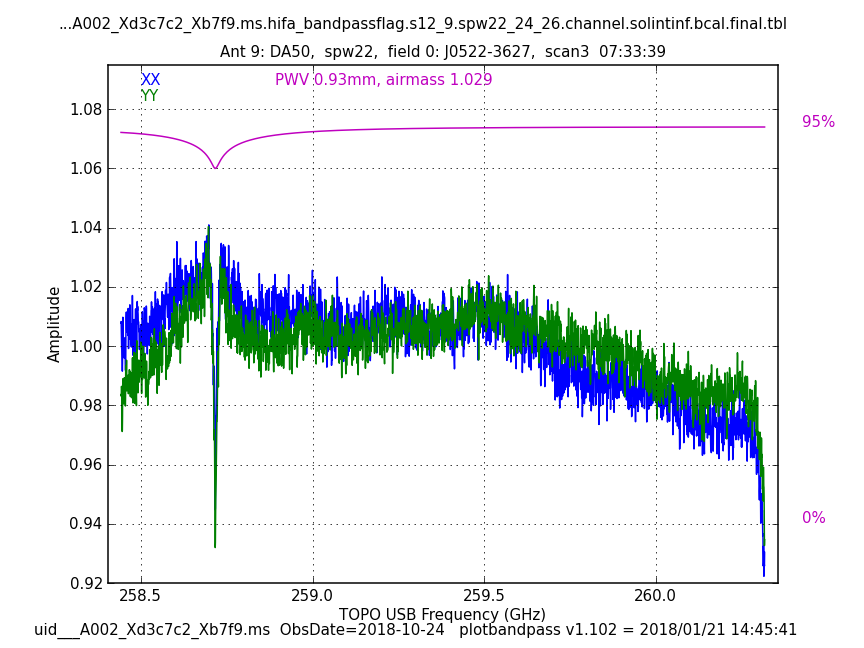 ...A002_Xd3c7c2_Xb7f9.ms.hifa_bandpassflag.s12_9.spw22_24_26.channel.solintinf.bcal.final.tbl
Ant 9: DA50,  spw22,  field 0: J0522-3627,  scan3  07:33:39
XX
PWV 0.93mm, airmass 1.029
YY
95%
0%
1.08
1.06
1.04
1.02
1.00
0.98
0.96
0.94
0.92
Amplitude
258.5
259.0
259.5
260.0
TOPO USB Frequency (GHz)
uid___A002_Xd3c7c2_Xb7f9.ms  ObsDate=2018-10-24   plotbandpass v1.102 = 2018/01/21 14:45:41